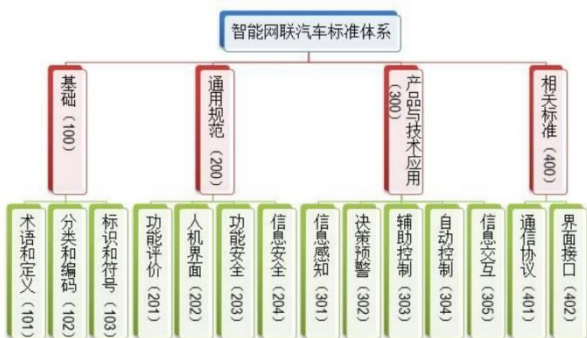 智能网联汽车标准体系
基础（100）
通用规范（200）
产品与技术应用（300）
相关标准（400）
术语和定义（101）
分类和编码（102）
标识和符号（103）
功能评价（201）
人机界面（202）
功能安全（203）
信息安全（204）
信息感知（301）
决策预警（302）
辅助控制（303）
自动控制（304）
信息交互（305）
通信协议（401）
界面接口（402）